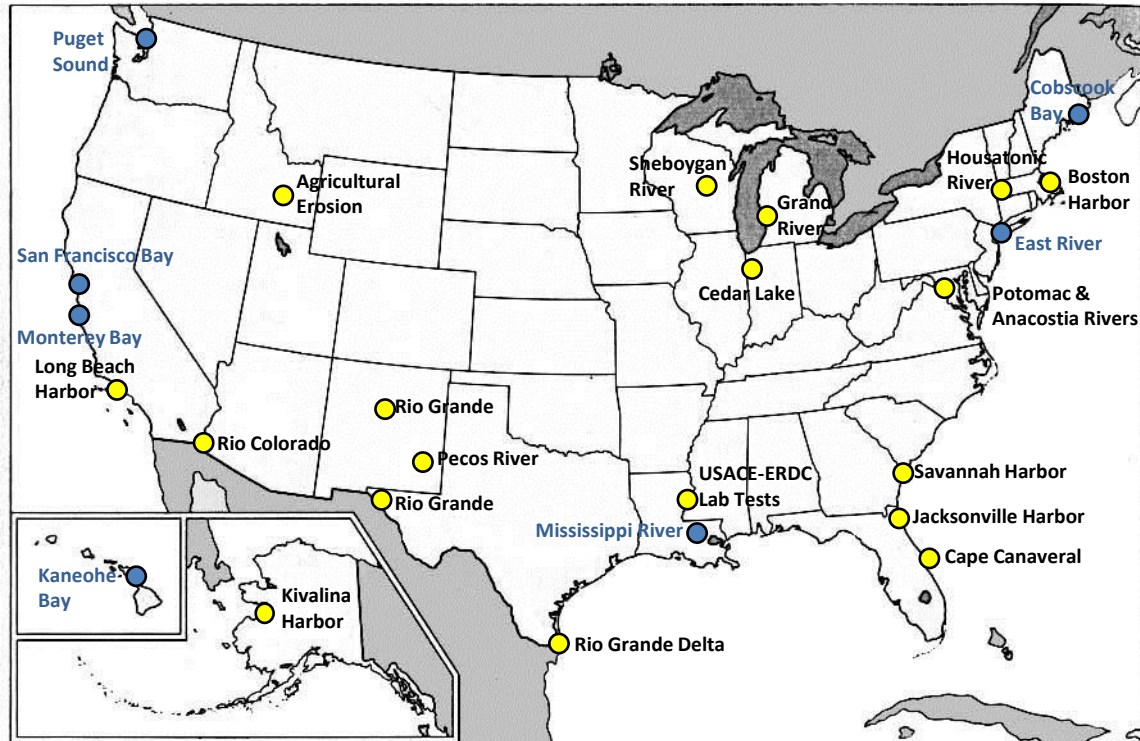 Puget
Sound
Cobscook
Bay
Sheboygan
River
Housatonic
River
Boston
Harbor
Agricultural
Erosion
Grand
River
East River
San Francisco Bay
Cedar Lake
Potomac &
Anacostia Rivers
Monterey Bay
Long Beach
Harbor
Rio Grande
Rio Colorado
Pecos River
USACE-ERDC
Lab Tests
Savannah Harbor
Rio Grande
Jacksonville Harbor
Mississippi River
Cape Canaveral
Kaneohe
Bay
Kivalina
Harbor
Rio Grande Delta